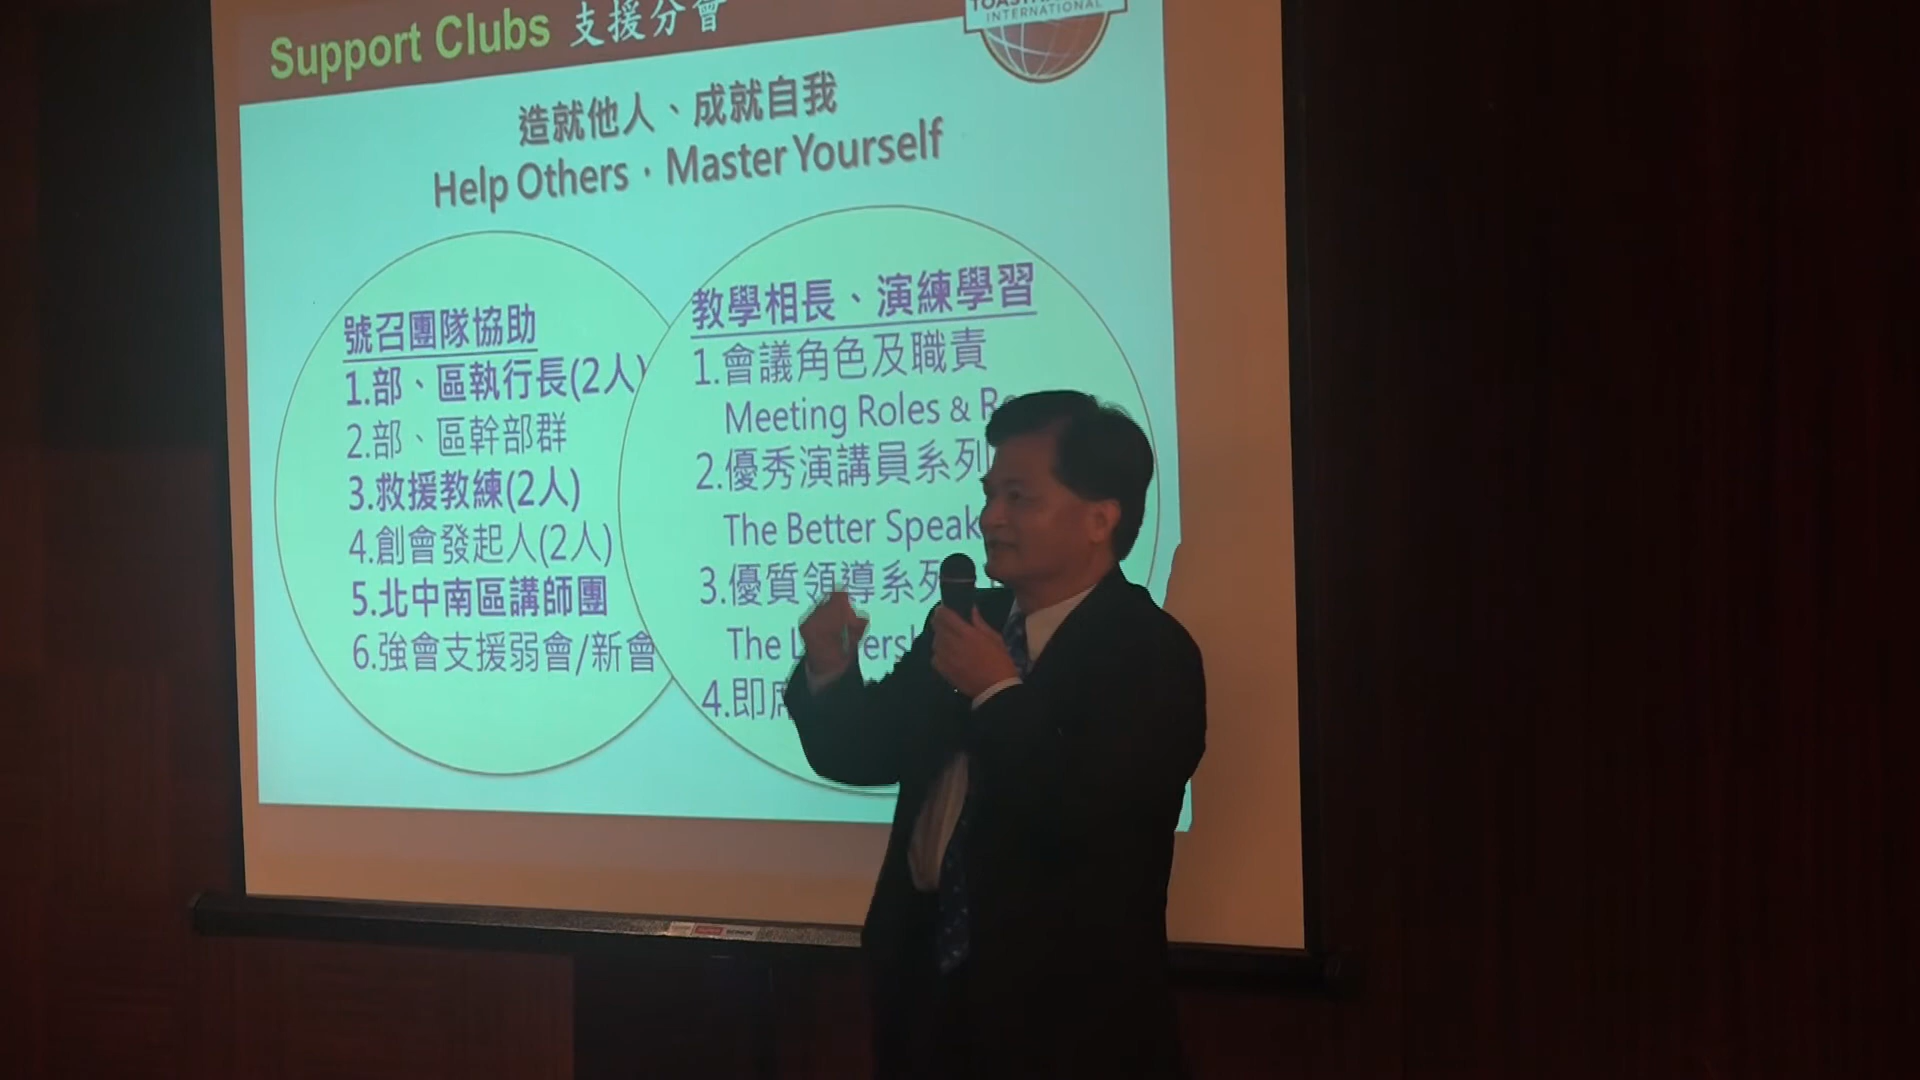 Support Clubs 支援分會
INTERNATIONAL
造就他人、成就自我
Help Others · Master Yourself
號召團隊協助
1.部、區執行長(2人)
2.部、區幹部群
3.救援教練(2人)
4.創會發起人(2人)
5.北中南區講師團
6.強會支援弱會/新會
教學相長、演練學習
1.會議角色及職責
Meeting Roles &
2.優秀演講員系列
The Better
3.優質領導系列
The
4.即席